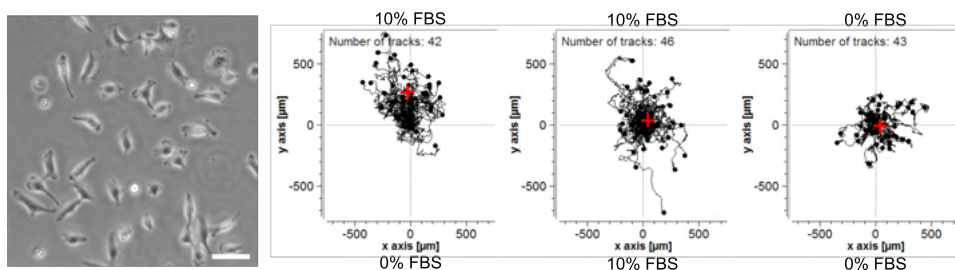 10% FBS
10% FBS
0% FBS
Number of tracks: 42
Number of tracks: 46
Number of tracks: 43
y axis [µm]
500
0
-500
-500
0
500
x axis [µm]
y axis [µm]
500
0
-500
-500
0
500
x axis [µm]
y axis [µm]
500
0
-500
-500
0
500
x axis [µm]
0% FBS
10% FBS
0% FBS